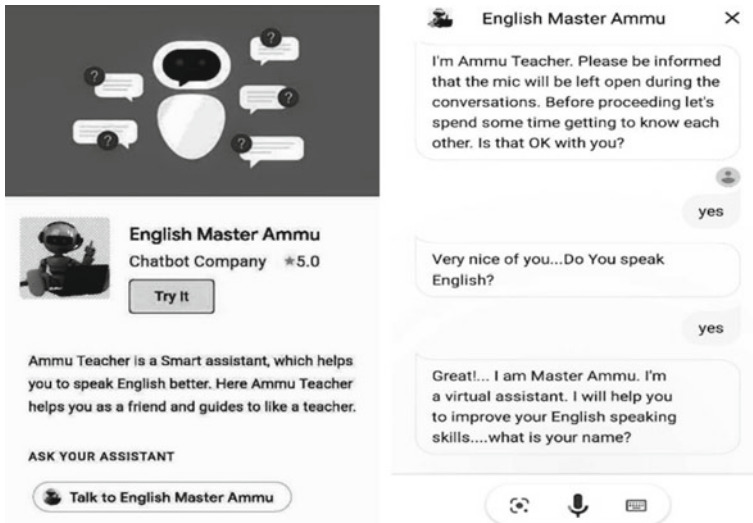 English Master Ammu
Chatbot Company ★5.0
Try It
Ammu Teacher is a Smart assistant, which helps
you to speak English better. Here Ammu Teacher
helps you as a friend and guides to like a teacher.
ASK YOUR ASSISTANT
Talk to English Master Ammu
English Master Ammu
I'm Ammu Teacher. Please be informed
that the mic will be left open during the
conversations. Before proceeding let's
spend some time getting to know each
other. Is that OK with you?
yes
Very nice of you...Do You speak
English?
yes
Great!... I am Master Ammu. I'm
a virtual assistant. I will help you
to improve your English speaking
skills....what is your name?